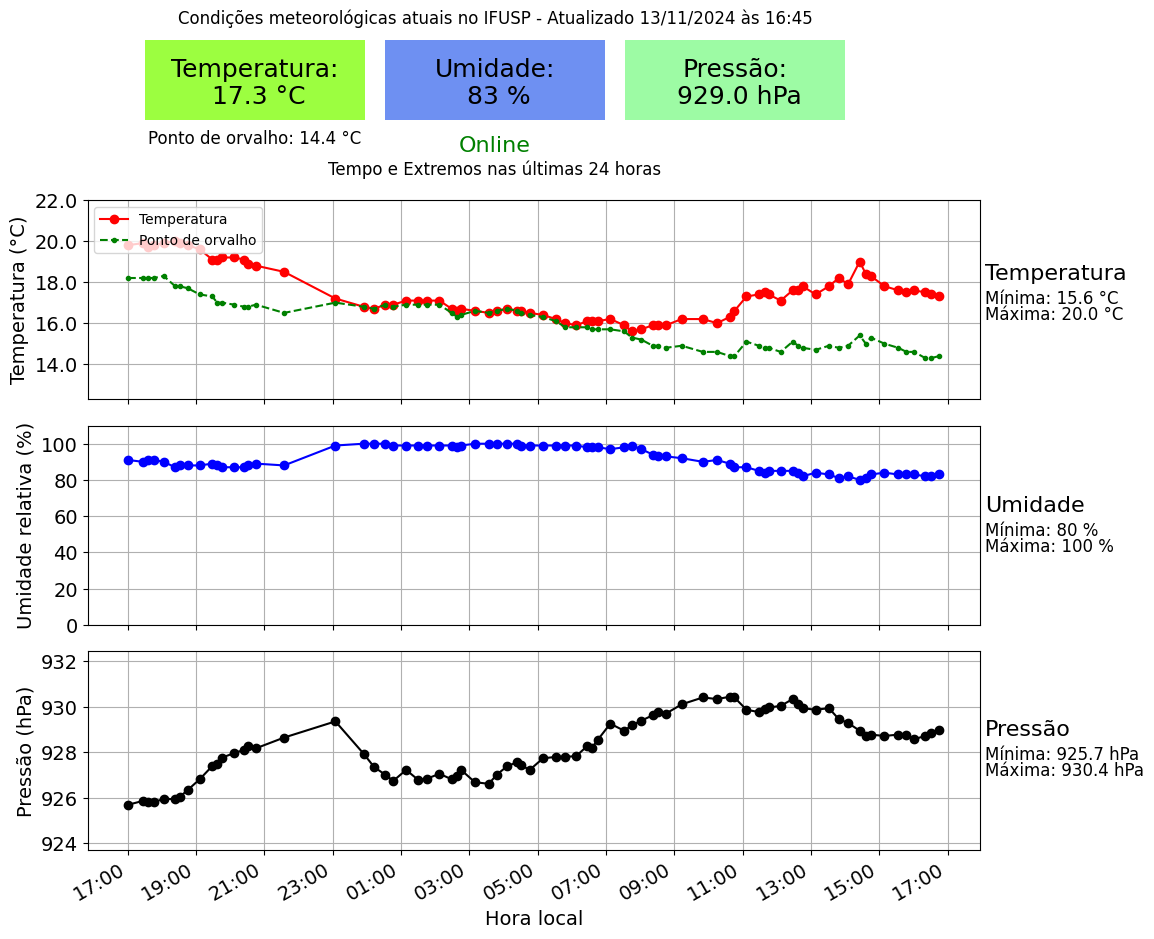 Condições meteorológicas atuais no IFUSP - Atualizado 13/11/2024 às 16:45
Temperatura:
17.3 °C
Umidade:
83 %
Pressão:
929.0 hPa
Ponto de orvalho: 14.4 °C
Online
Tempo e Extremos nas últimas 24 horas
Temperatura (°C)
22.0
20.0
18.0
16.0
14.0
Temperatura
Ponto de orvalho
Temperatura
Mínima: 15.6 °C
Máxima: 20.0 °C
Umidade relativa (%)
100
80
60
40
20
0
Umidade
Mínima: 80 %
Máxima: 100 %
Pressão (hPa)
932
930
928
926
924
Pressão
Mínima: 925.7 hPa
Máxima: 930.4 hPa
17:00
19:00
21:00
23:00
01:00
03:00
05:00
07:00
09:00
11:00
13:00
15:00
17:00
Hora local